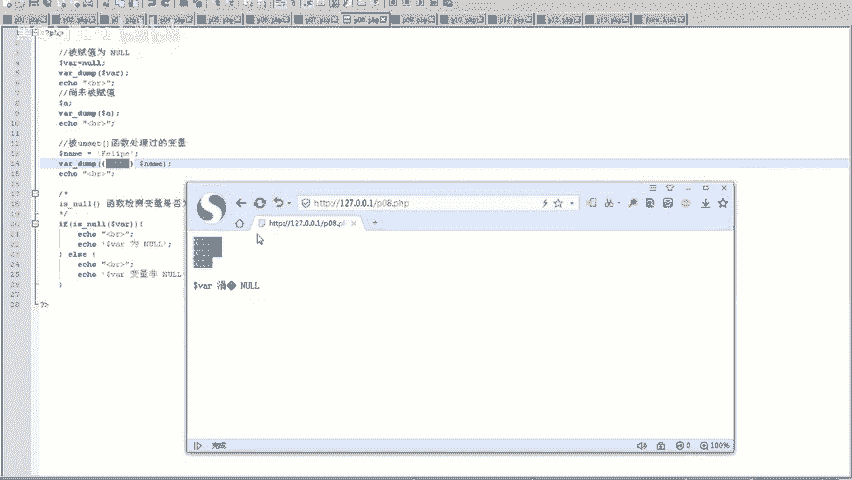 <?php
//被赋值为 NULL
$var=null;
var_dump($var);
echo "<br>";
//尚未被赋值
$a;
var_dump($a);
echo "<br>";
//被unset()函数处理过的变量
$name = 'Felipe';
var_dump(( ) $name);
echo "<br>";
/*
is_null() 函数检测变量是否为
*/
if(is_null($var)){
echo "<br>";
echo '$var 为 NULL';
} else {
echo "<br>";
echo '$var 变量非 NULL
}
?>
http://127.0.0.1/p08.php
http://127.0.0.1/p08.p
$var 涓� NULL
完成
0
100%